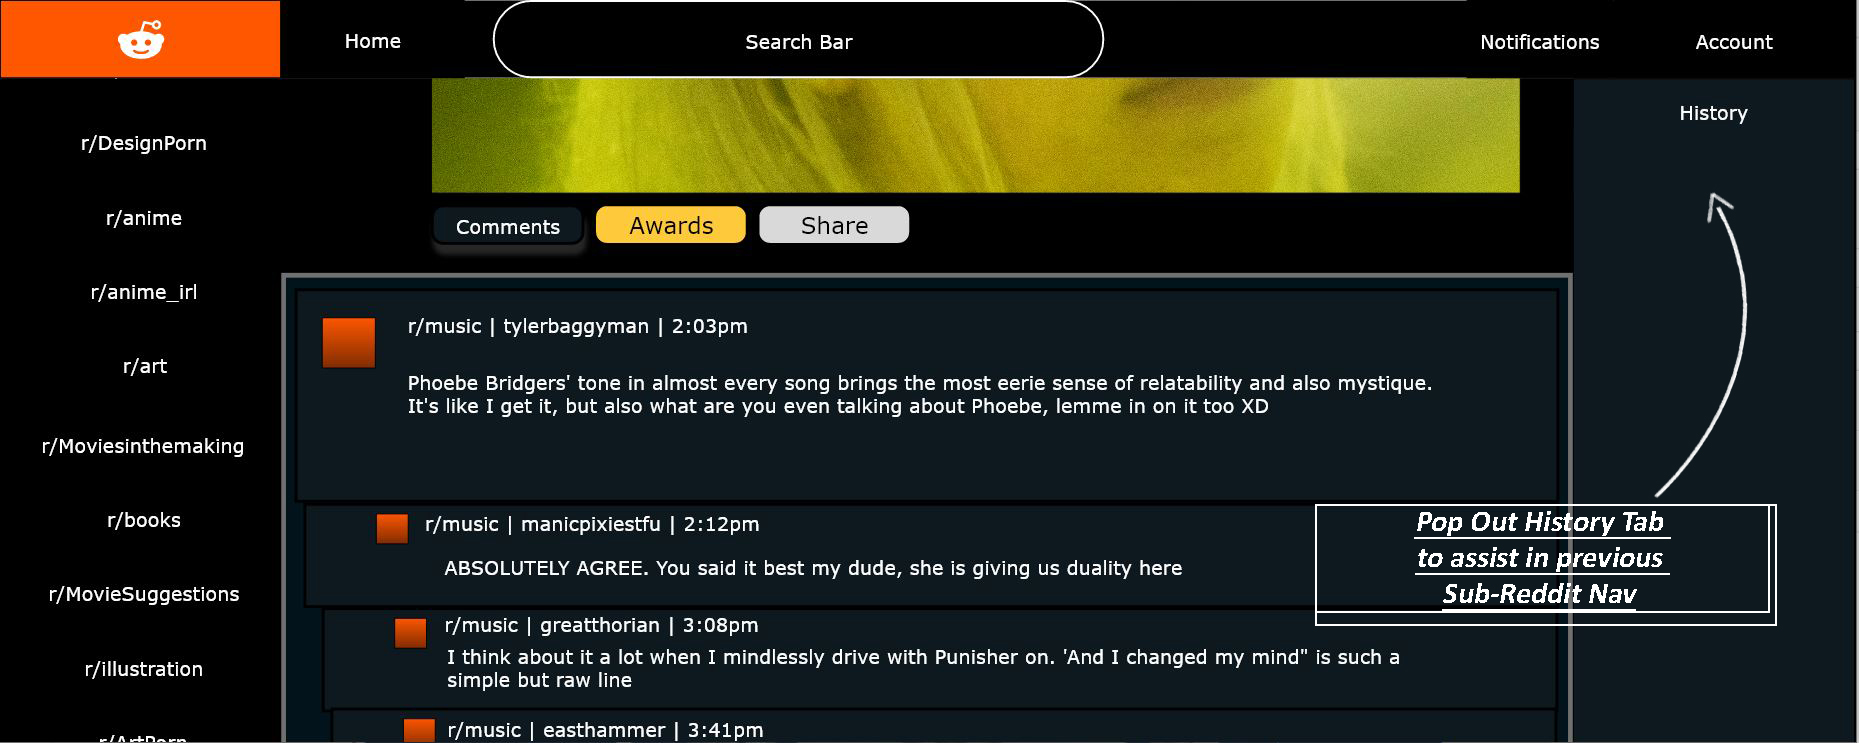 Home
Search Bar
Notifications
Account
r/DesignPorn
r/anime
r/anime_irl
r/art
r/Moviesinthemaking
r/books
r/MovieSuggestions
r/illustration
r/ArtPorn
Comments
Awards
Share
r/music | tylerbaggyman | 2:03pm
Phoebe Bridgers' tone in almost every song brings the most eerie sense of relatability and also mystique.
It's like I get it, but also what are you even talking about Phoebe, lemme in on it too XD
r/music | manicpixiestfu | 2:12pm
ABSOLUTELY AGREE. You said it best my dude, she is giving us duality here
r/music | greatthorian | 3:08pm
I think about it a lot when I mindlessly drive with Punisher on. 'And I changed my mind" is such a
simple but raw line
r/music | easthammer | 3:41pm
History
Pop Out History Tab
to assist in previous
Sub-Reddit Nav